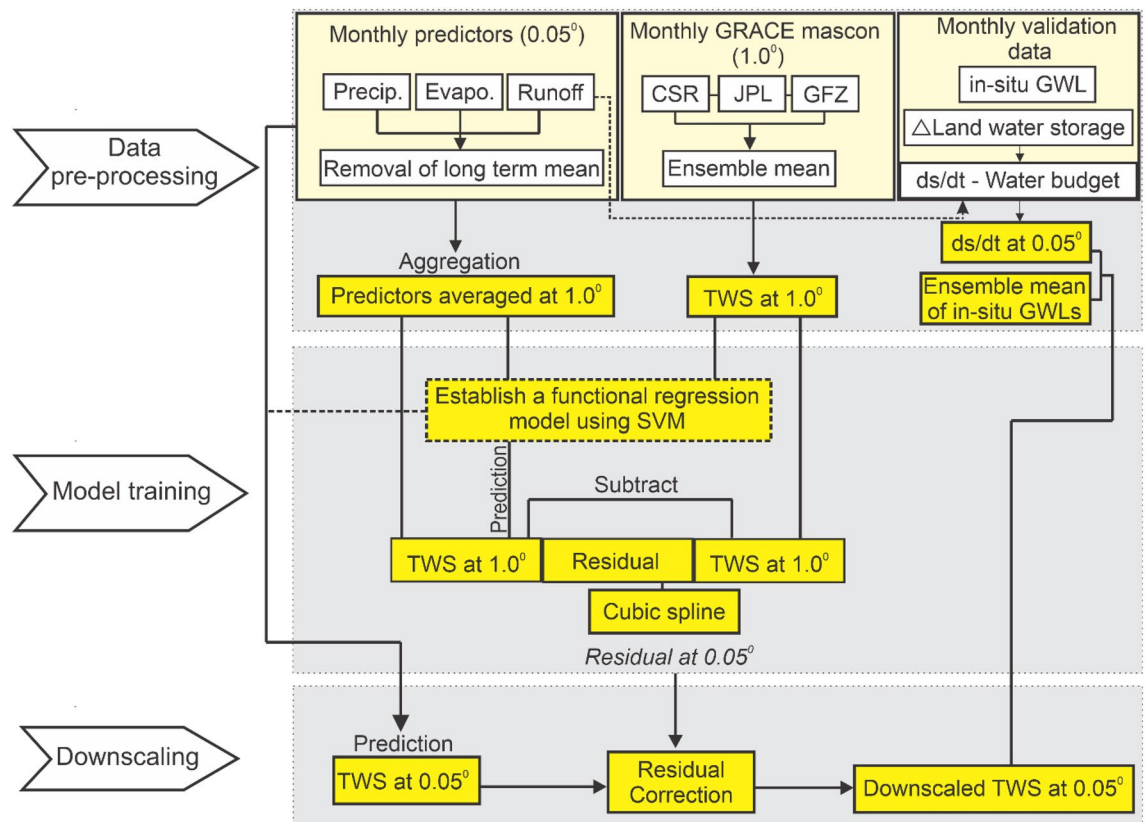 Data
pre-processing
Monthly predictors (0.05⁰)
Precip.
Evapo.
Runoff
Removal of long term mean
Monthly GRACE mascon
(1.0⁰)
CSR
JPL
GFZ
Ensemble mean
Monthly validation
data
in-situ GWL
△Land water storage
ds/dt - Water budget
Aggregation
Predictors averaged at 1.0⁰
TWS at 1.0⁰
ds/dt at 0.05⁰
Ensemble mean
of in-situ GWLs
Model training
Establish a functional regression
model using SVM
Prediction
Subtract
TWS at 1.0⁰
Residual
TWS at 1.0⁰
Cubic spline
Residual at 0.05⁰
Downscaling
Prediction
TWS at 0.05⁰
Residual
Correction
Downscaled TWS at 0.05⁰